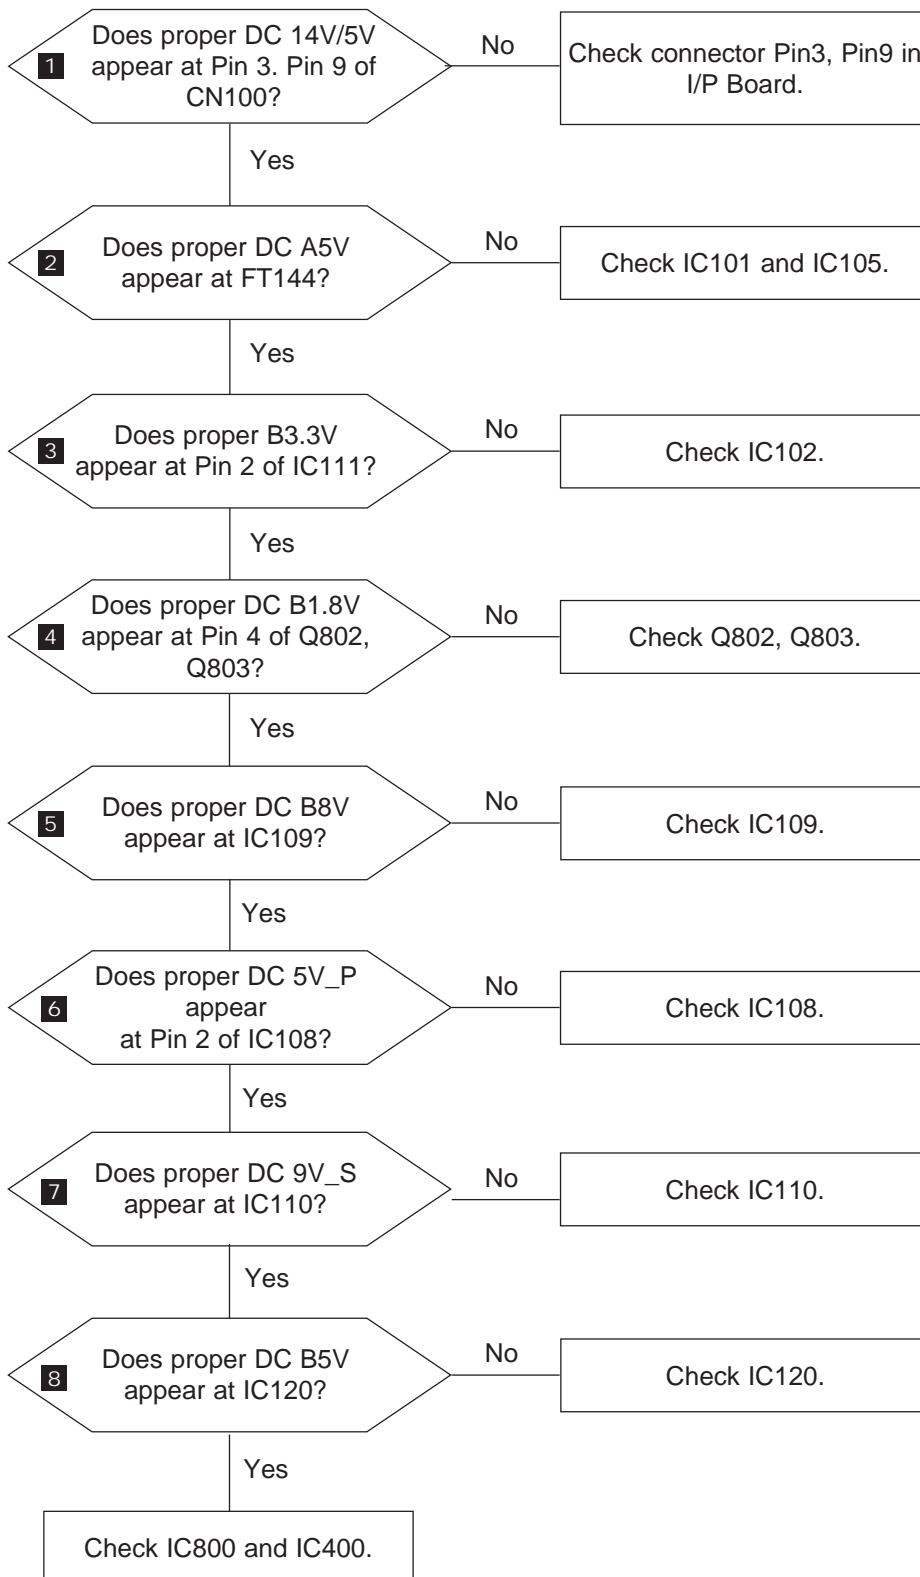 1
Does proper DC 14V/5V
appear at Pin 3. Pin 9 of
CN100?
No
Check connector Pin3, Pin9 in
I/P Board.
Yes
2
Does proper DC A5V
appear at FT144?
No
Check IC101 and IC105.
Yes
3
Does proper B3.3V
appear at Pin 2 of IC111?
No
Check IC102.
Yes
4
Does proper DC B1.8V
appear at Pin 4 of Q802,
Q803?
No
Check Q802, Q803.
Yes
5
Does proper DC B8V
appear at IC109?
No
Check IC109.
Yes
6
Does proper DC 5V_P
appear
at Pin 2 of IC108?
No
Check IC108.
Yes
7
Does proper DC 9V_S
appear at IC110?
No
Check IC110.
Yes
8
Does proper DC B5V
appear at IC120?
No
Check IC120.
Yes
Check IC800 and IC400.